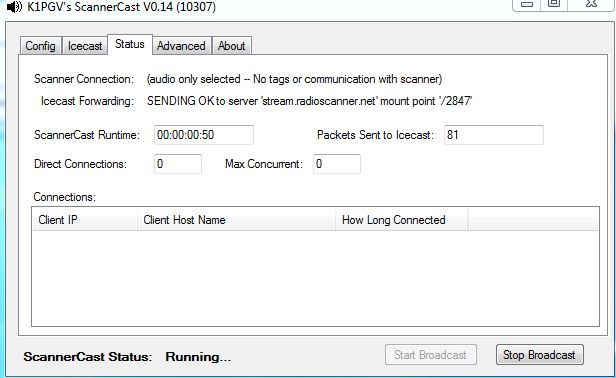 K1PGV's ScannerCast V0.14 (10307)
Config Icecast Status Advanced About
Scanner Connection: (audio only selected -- No tags or communication with scanner)
Icecast Forwarding: SENDING OK to server 'stream.radioscanner.net' mount point '/2847'
ScannerCast Runtime: 00:00:00:50 Packets Sent to Icecast: 81
Direct Connections: 0 Max Concurrent: 0
Connections:
Client IP Client Host Name How Long Connected
ScannerCast Status: Running... Start Broadcast Stop Broadcast